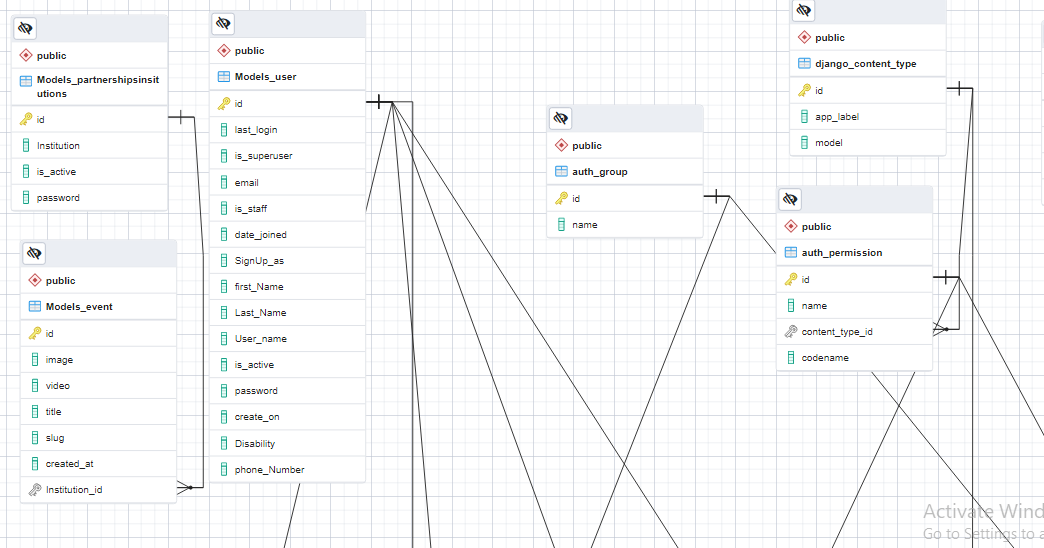 public
Models_partnershipsinsit
utions
id
Institution
is_active
password
public
Models_event
id
image
video
title
slug
created_at
Institution_id
public
Models_user
id
last_login
is_superuser
email
is_staff
date_joined
SignUp_as
first_Name
Last_Name
User_name
is_active
password
create_on
Disability
phone_Number
public
auth_group
id
name
public
django_content_type
id
app_label
model
public
auth_permission
id
name
content_type_id
codename
Activate Wind
Go to Settings to a